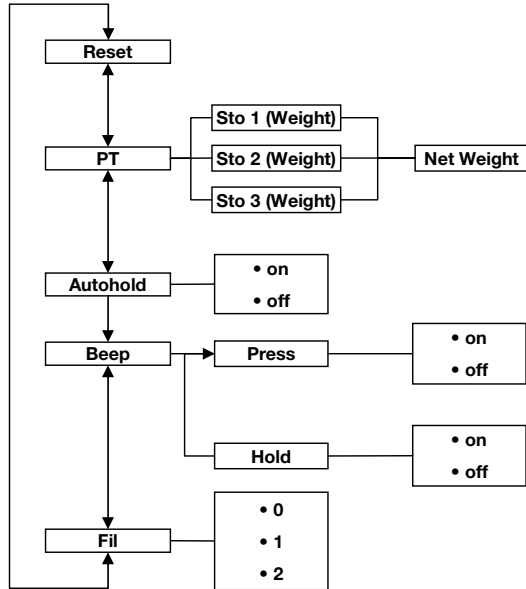 Reset
Sto 1 (Weight)
PT
Sto 2 (Weight)
Net Weight
Sto 3 (Weight)
Autohold
• on
• off
Beep
Press
• on
• off
Hold
• on
• off
Fil
• 0
• 1
• 2